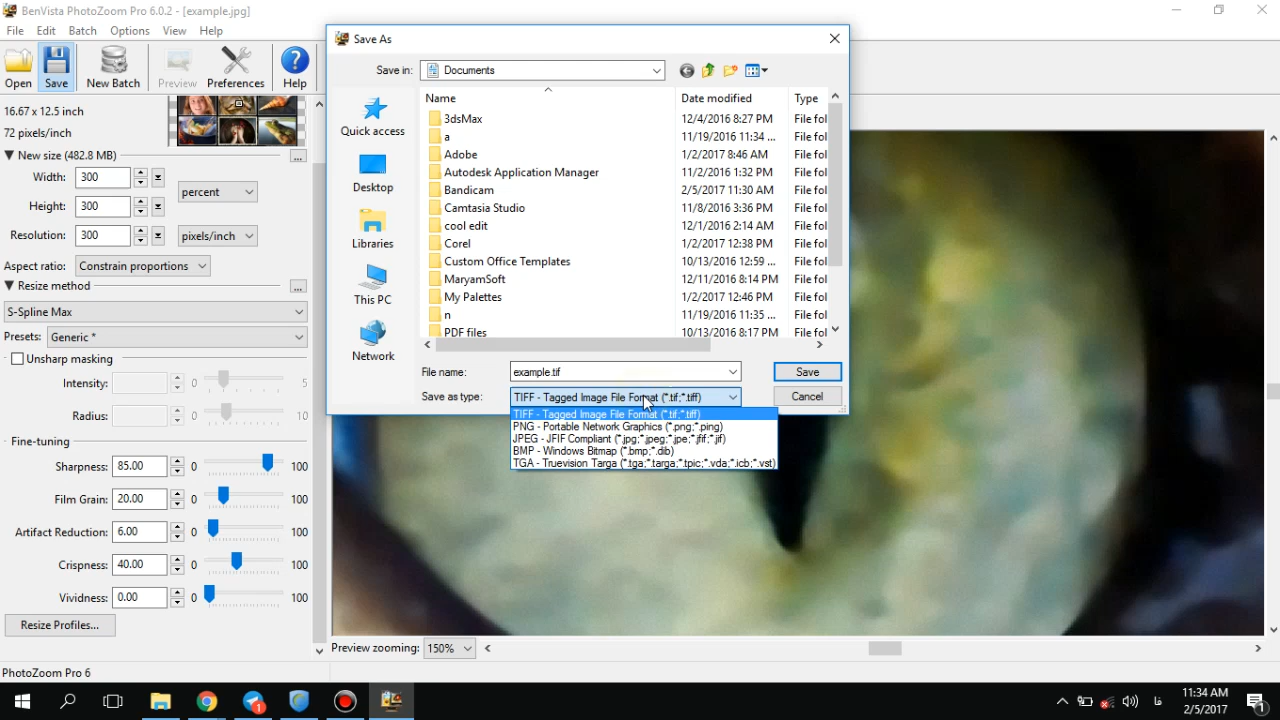 BenVista PhotoZoom Pro 6.0.2 - [example.jpg]
File Edit Batch Options View Help
Open Save New Batch Preview Preferences Help
16.67 x 12.5 inch
72 pixels/inch
New size (482.8 MB)
...
Width: 300
percent
Height: 300
Resolution: 300 pixels/inch
Aspect ratio: Constrain proportions
Resize method
...
S-Spline Max
Presets: Generic *
Unsharp masking
Intensity: 0 5
Radius: 0 10
Fine-tuning
Sharpness: 85.00 0 100
Film Grain: 20.00 0 100
Artifact Reduction: 6.00 0 100
Crispness: 40.00 0 100
Vividness: 0.00 0 100
Resize Profiles...
Save As
Save in: Documents
Quick access
Desktop
Libraries
This PC
Network
Name Date modified Type
3dsMax 12/4/2016 8:27 PM File fol
a 11/19/2016 11:34 ... File fol
Adobe 1/2/2017 8:46 AM File fol
Autodesk Application Manager 11/2/2016 1:32 PM File fol
Bandicam 2/5/2017 11:30 AM File fol
Camtasia Studio 11/8/2016 3:36 PM File fol
cool edit 12/1/2016 2:14 AM File fol
Corel 1/2/2017 12:38 PM File fol
Custom Office Templates 10/13/2016 12:59 ... File fol
MaryamSoft 12/11/2016 8:14 PM File fol
My Palettes 1/2/2017 12:46 PM File fol
n 11/19/2016 11:35 ... File fol
PDF files 10/13/2016 8:17 PM File fol
File name: example.tif Save
Save as type: TIFF - Tagged Image File Format (*.tif;*.tiff) Cancel
TIFF - Tagged Image File Format (*.tif;*.tiff)
PNG - Portable Network Graphics (*.png;*.ping)
JPEG - JFIF Compliant (*.jpg;*.jpeg;*.jpe;*.jfif;*.jif)
BMP - Windows Bitmap (*.bmp;*.dib)
TGA - Truevision Targa (*.tga;*.targa;*.tpic;*.vda;*.icb;*.vst)
Preview zooming: 150%
PhotoZoom Pro 6
1
فا
11:34 AM
2/5/2017
1